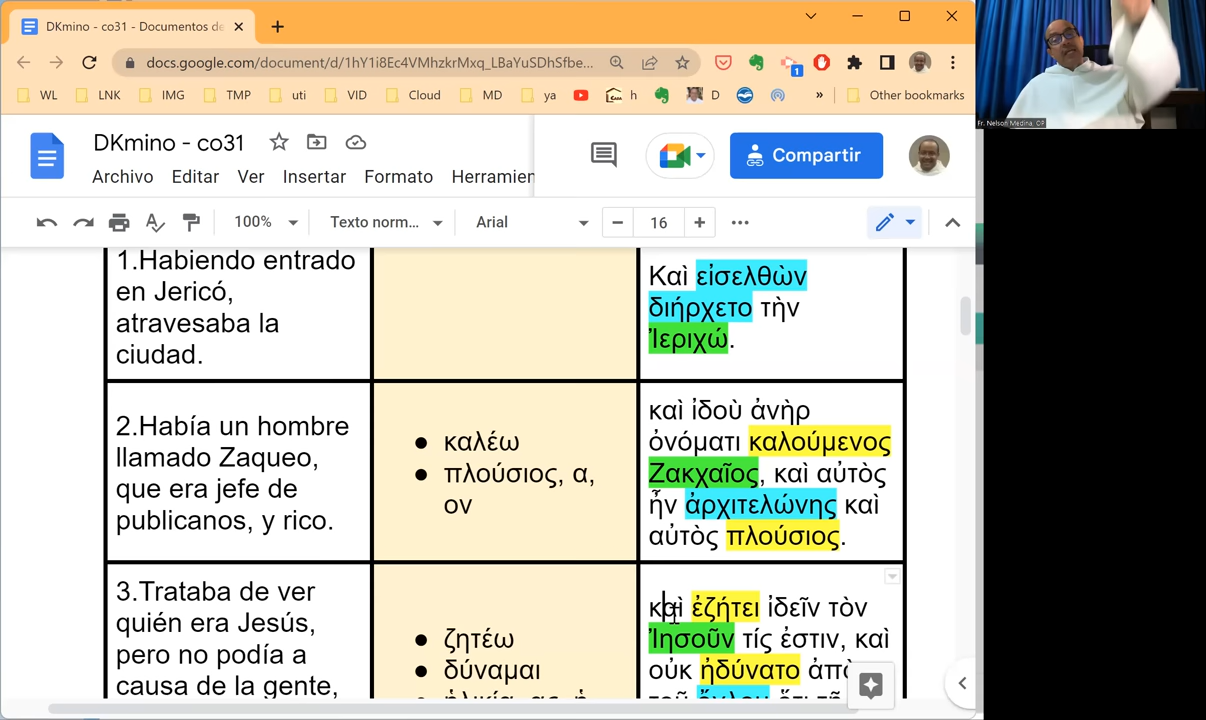 DKmino - co31 - Documentos de
docs.google.com/document/d/1hY1i8Ec4VMhzkrMxq_LBaYuSDhSfbe...
WL LNK IMG TMP uti VID Cloud MD ya h D » Other bookmarks
1
Fr. Nelson Medina, OP
DKmino - co31
Archivo Editar Ver Insertar Formato Herramien
Compartir
100% Texto norm... Arial 16
1.Habiendo entrado
en Jericó,
atravesaba la
ciudad.
Καὶ εἰσελθὼν
διήρχετο τὴν
Ἰεριχώ.
2.Había un hombre
llamado Zaqueo,
que era jefe de
publicanos, y rico.
● καλέω
● πλούσιος, α,
ον
καὶ ἰδοὺ ἀνὴρ
ὀνόματι καλούμενος
Ζακχαῖος, καὶ αὐτὸς
ἦν ἀρχιτελώνης καὶ
αὐτὸς πλούσιος.
3.Trataba de ver
quién era Jesús,
pero no podía a
causa de la gente,
● ζητέω
● δύναμαι
καὶ ἐζήτει ἰδεῖν τὸν
Ἰησοῦν τίς ἐστιν, καὶ
οὐκ ἠδύνατο ἀπὸ